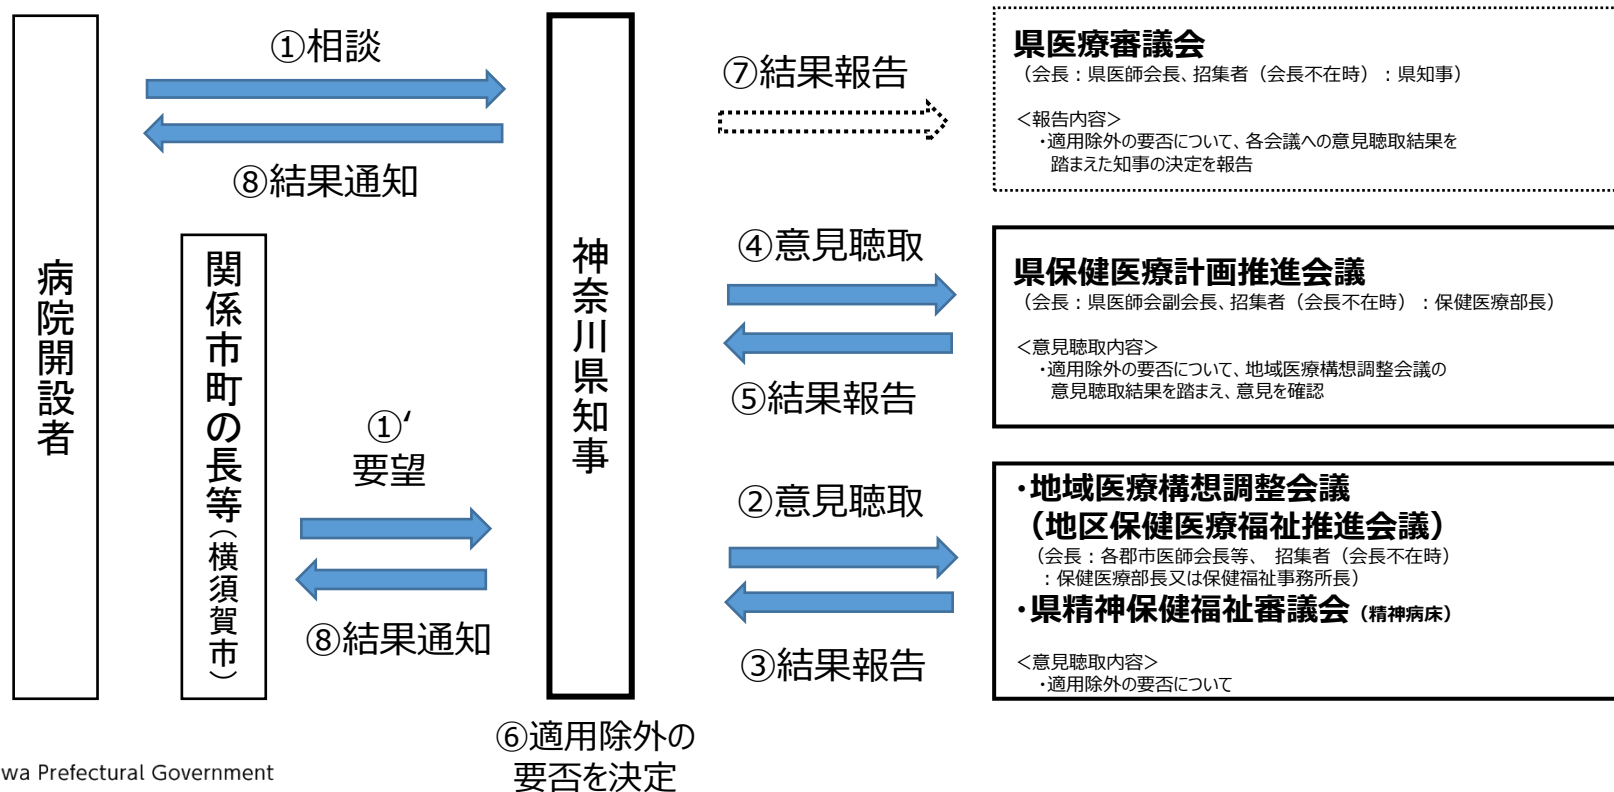 ①相談
⑧結果通知
病院開設者
関係市町の長等（横須賀市）
①‘
要望
⑧結果通知
神奈川県知事
⑥適用除外の
要否を決定
⑦結果報告
④意見聴取
⑤結果報告
②意見聴取
③結果報告
県医療審議会
（会長：県医師会長、招集者（会長不在時）：県知事）
＜報告内容＞
・適用除外の要否について、各会議への意見聴取結果を
踏まえた知事の決定を報告
県保健医療計画推進会議
（会長：県医師会副会長、招集者（会長不在時）：保健医療部長）
＜意見聴取内容＞
・適用除外の要否について、地域医療構想調整会議の
意見聴取結果を踏まえ、意見を確認
・地域医療構想調整会議
（地区保健医療福祉推進会議）
（会長：各郡市医師会長等、 招集者（会長不在時）
：保健医療部長又は保健福祉事務所長）
・県精神保健福祉審議会（精神病床）
＜意見聴取内容＞
・適用除外の要否について
wa Prefectural Government